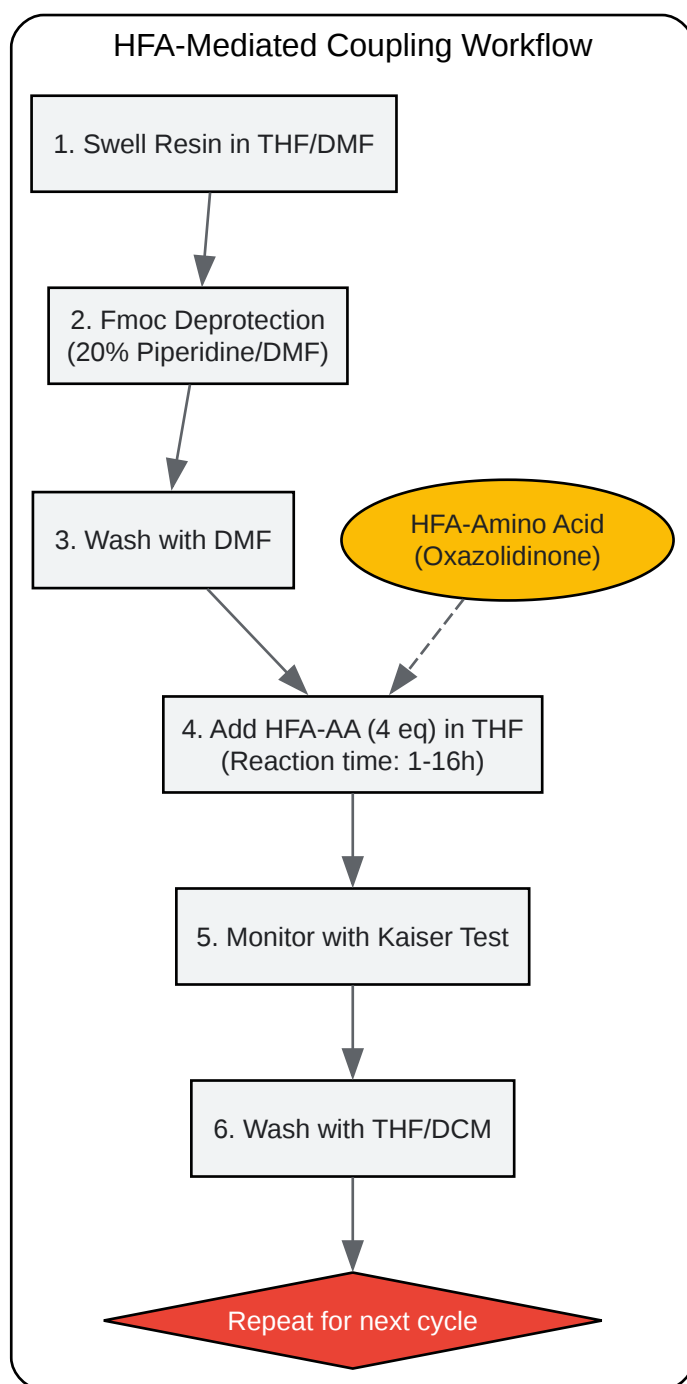 HFA-Mediated Coupling Workflow
1. Swell Resin in THF/DMF
2. Fmoc Deprotection
(20% Piperidine/DMF)
3. Wash with DMF
HFA-Amino Acid
(Oxazolidinone)
4. Add HFA-AA (4 eq) in THF
(Reaction time: 1-16h)
5. Monitor with Kaiser Test
6. Wash with THF/DCM
Repeat for next cycle